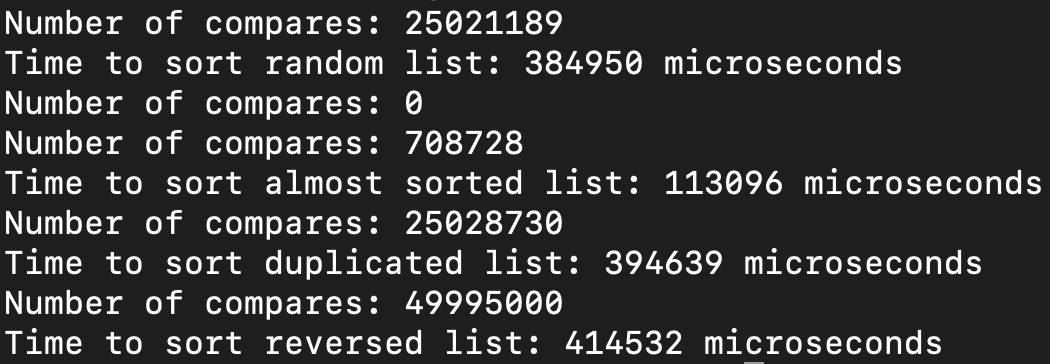 Number of compares: 25021189
Time to sort random list: 384950 microseconds
Number of compares: 0
Number of compares: 708728
Time to sort almost sorted list: 113096 microseconds
Number of compares: 25028730
Time to sort duplicated list: 394639 microseconds
Number of compares: 49995000
Time to sort reversed list: 414532 microseconds